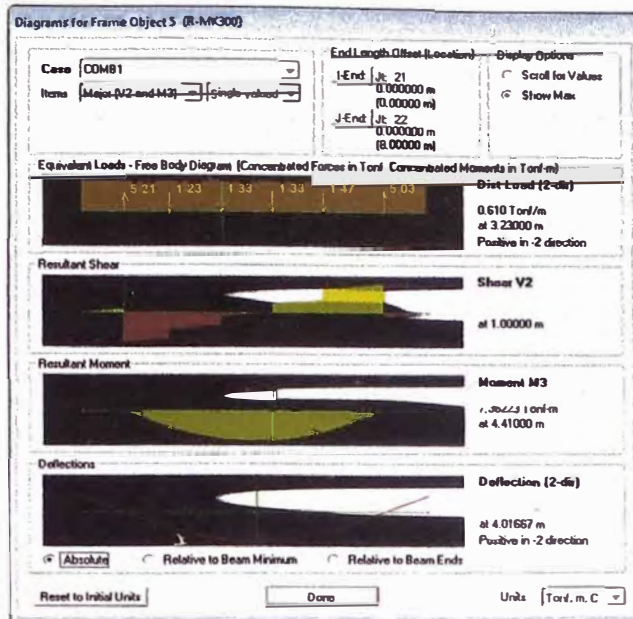 Diagrams for Frame Object 5 (R-MK300)
Case COMB1
Items Major (V2 and M3) Single valued
End Length Offset (Location)
I-End: Jt: 21
0.000000 m
(0.00000 m)
J-End: Jt: 22
0.000000 m
(8.00000 m)
Display Options
Scroll for Values
Show Max
Equivalent Loads - Free Body Diagram (Concentrated Forces in Tonf Concentrated Moments in Tonf-m)
5.21 1.23 1.33 1.33 1.47 5.03
Dist Load (2-dir)
0.610 Tonf/m
at 3.23000 m
Positive in -2 direction
Resultant Shear
Shear V2
at 1.00000 m
Resultant Moment
Moment M3
7.36223 Tonf-m
at 4.41000 m
Deflections
Deflection (2-dir)
at 4.01667 m
Positive in -2 direction
Absolute Relative to Beam Minimum Relative to Beam Ends
Reset to Initial Units Done Units Tonf, m, C